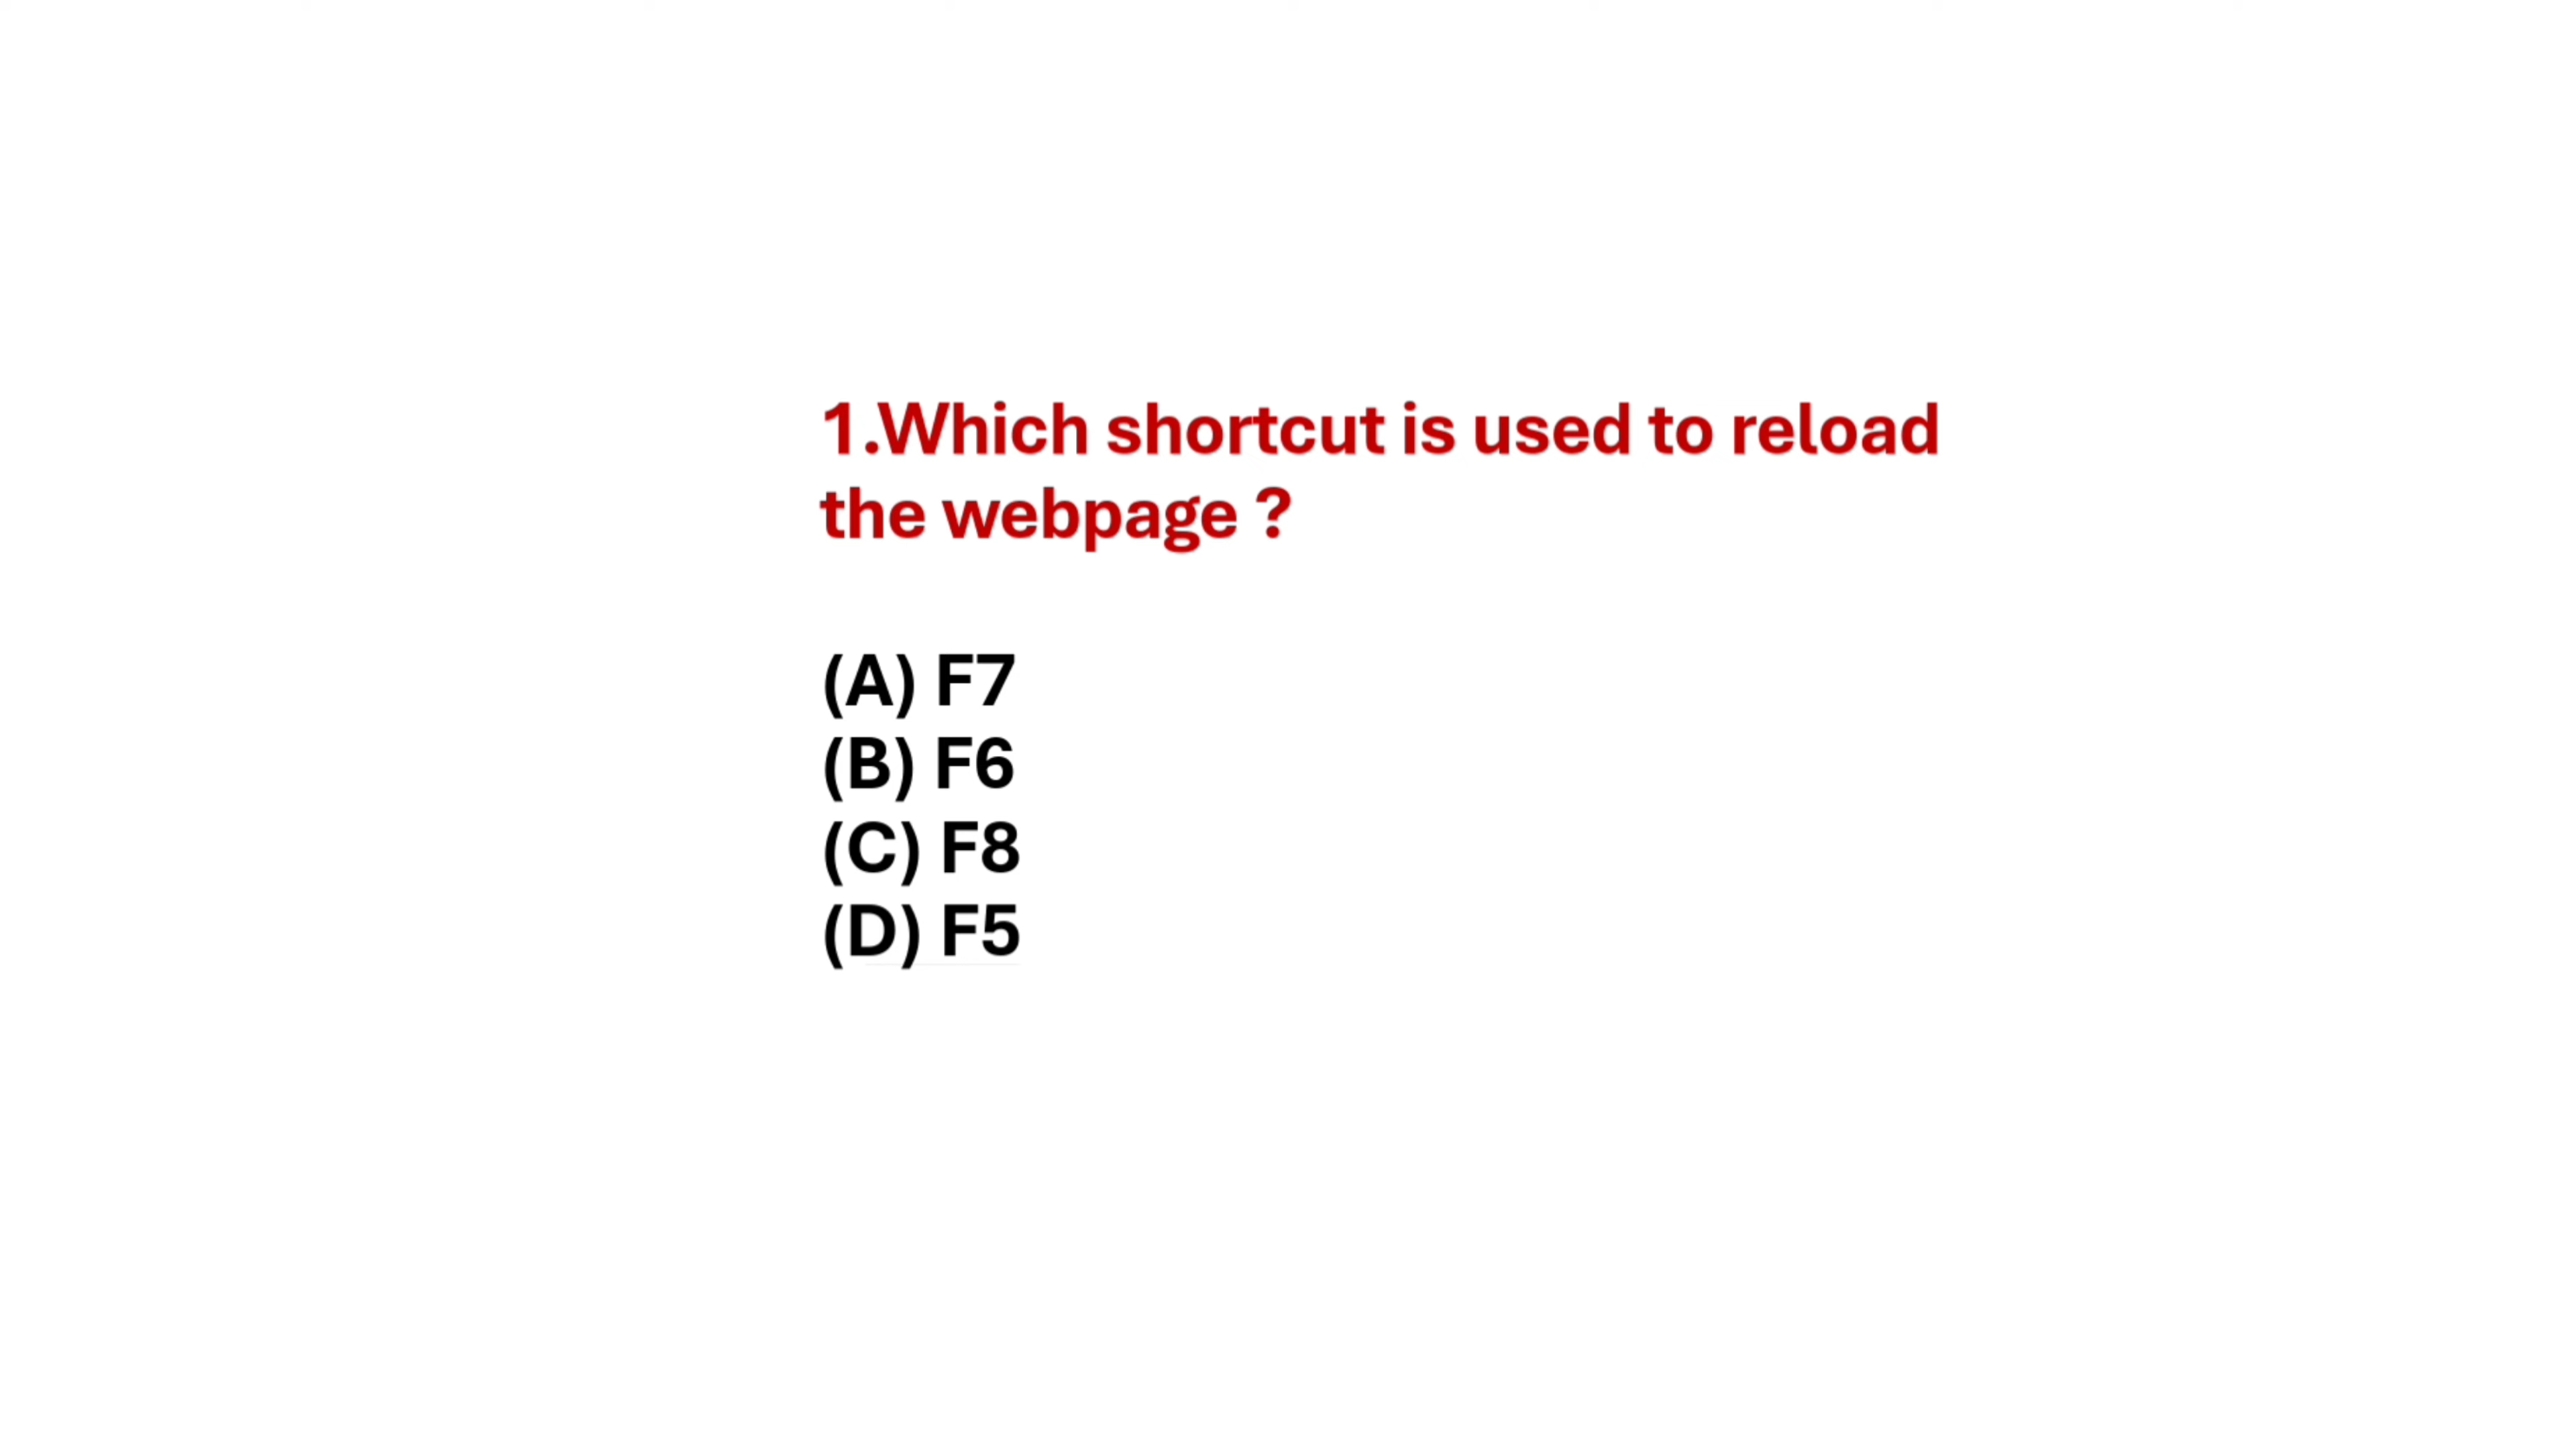 1.Which shortcut is used to reload
the webpage ?
(A) F7
(B) F6
(C) F8
(D) F5